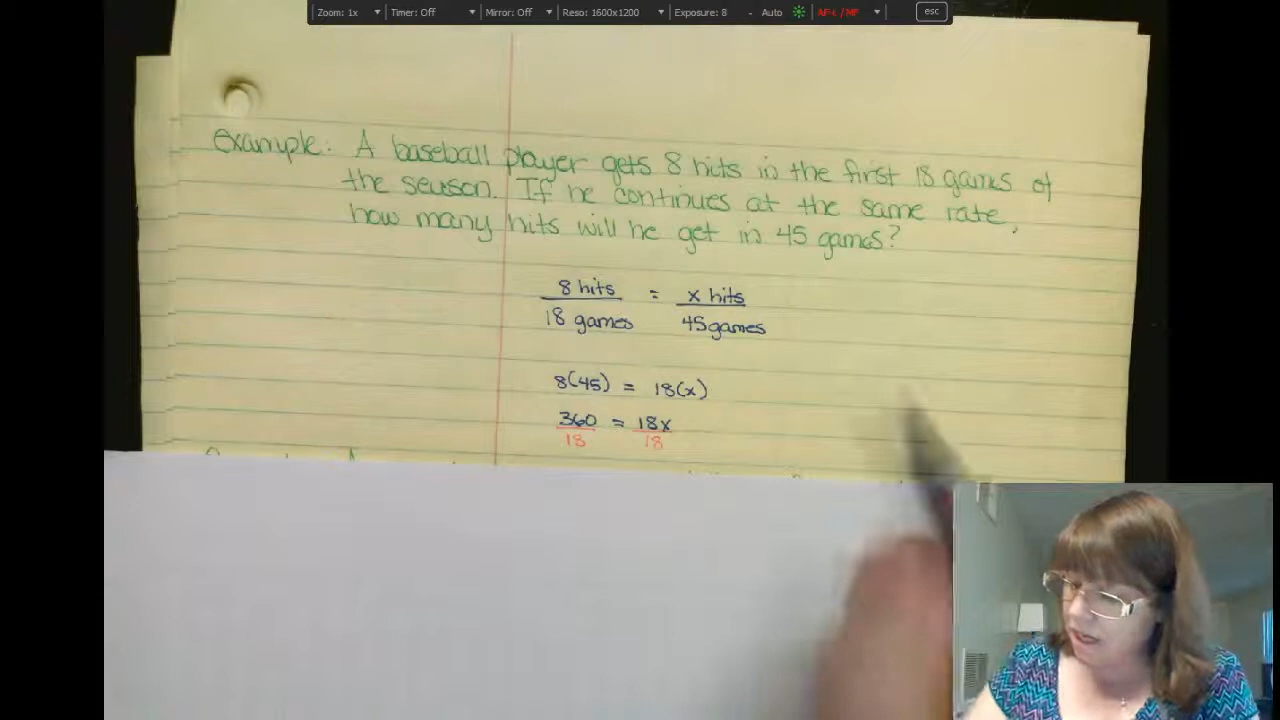 Zoom: 1x Timer: Off Mirror: Off Reso: 1600x1200 Exposure: 8 - Auto AF-C / MF esc
Example: A baseball player gets 8 hits in the first 18 games of
the season. If he continues at the same rate,
how many hits will he get in 45 games?
8 hits = x hits
18 games 45 games
8(45) = 18(x)
360 = 18x
18 18